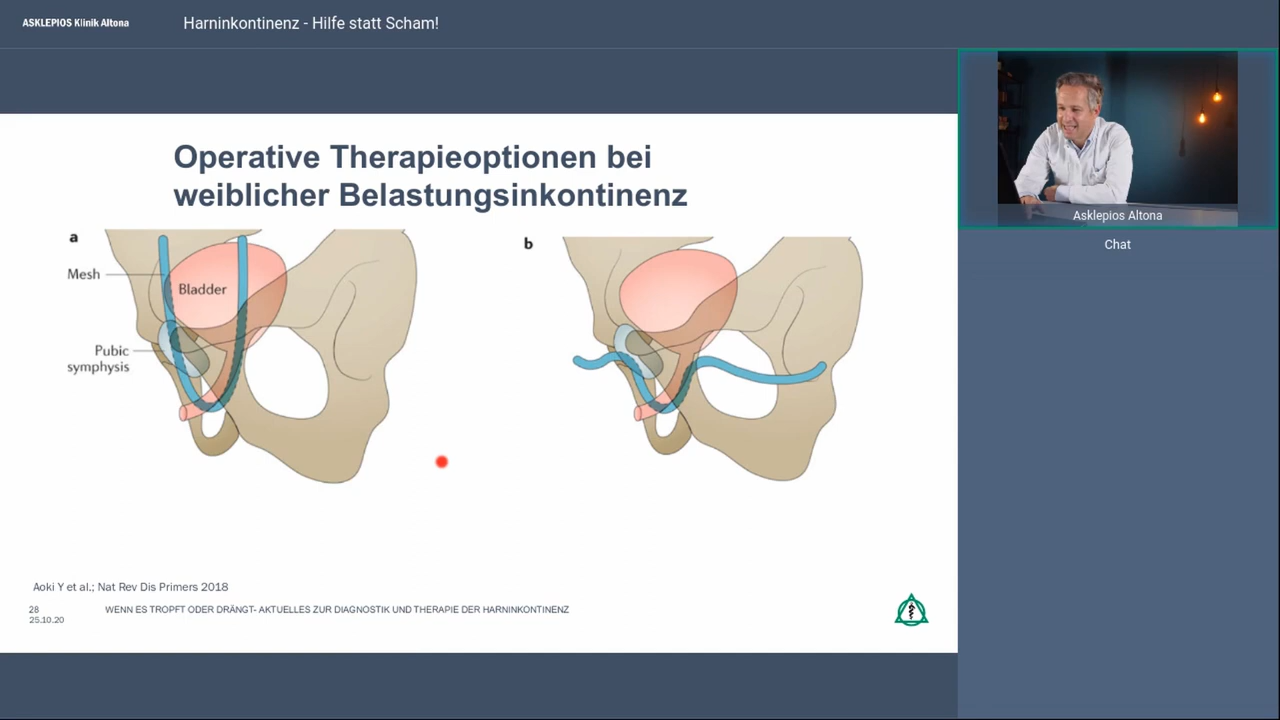 ASKLEPIOS Klinik Altona
Harninkontinenz - Hilfe statt Scham!
Operative Therapieoptionen bei
weiblicher Belastungsinkontinenz
a
Mesh
Bladder
Pubic
symphysis
b
Asklepios Altona
Chat
Aoki Y et al.; Nat Rev Dis Primers 2018
28
WENN ES TROPFT ODER DRÄNGT- AKTUELLES ZUR DIAGNOSTIK UND THERAPIE DER HARNINKONTINENZ
25.10.20